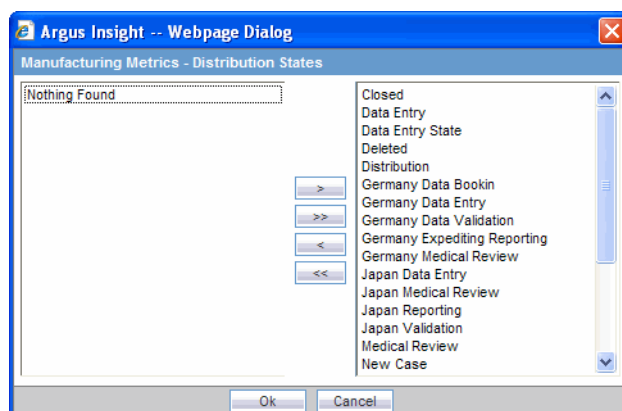 Argus Insight -- Webpage Dialog
Manufacturing Metrics - Distribution States
Nothing Found
>
>>
<
<<
Closed
Data Entry
Data Entry State
Deleted
Distribution
Germany Data Bookin
Germany Data Entry
Germany Data Validation
Germany Expediting Reporting
Germany Medical Review
Japan Data Entry
Japan Medical Review
Japan Reporting
Japan Validation
Medical Review
New Case
Ok Cancel